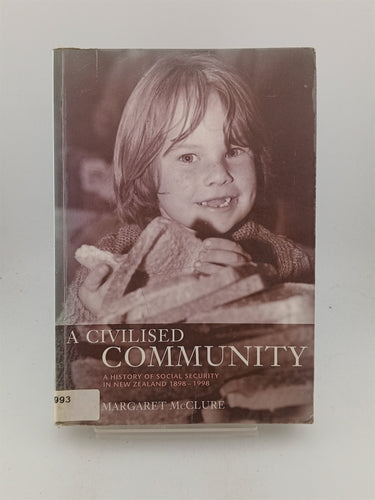 A CIVILISED
COMMUNITY
A HISTORY OF SOCIAL SECURITY
IN NEW ZEALAND 1898–1998
993
MARGARET McCLURE